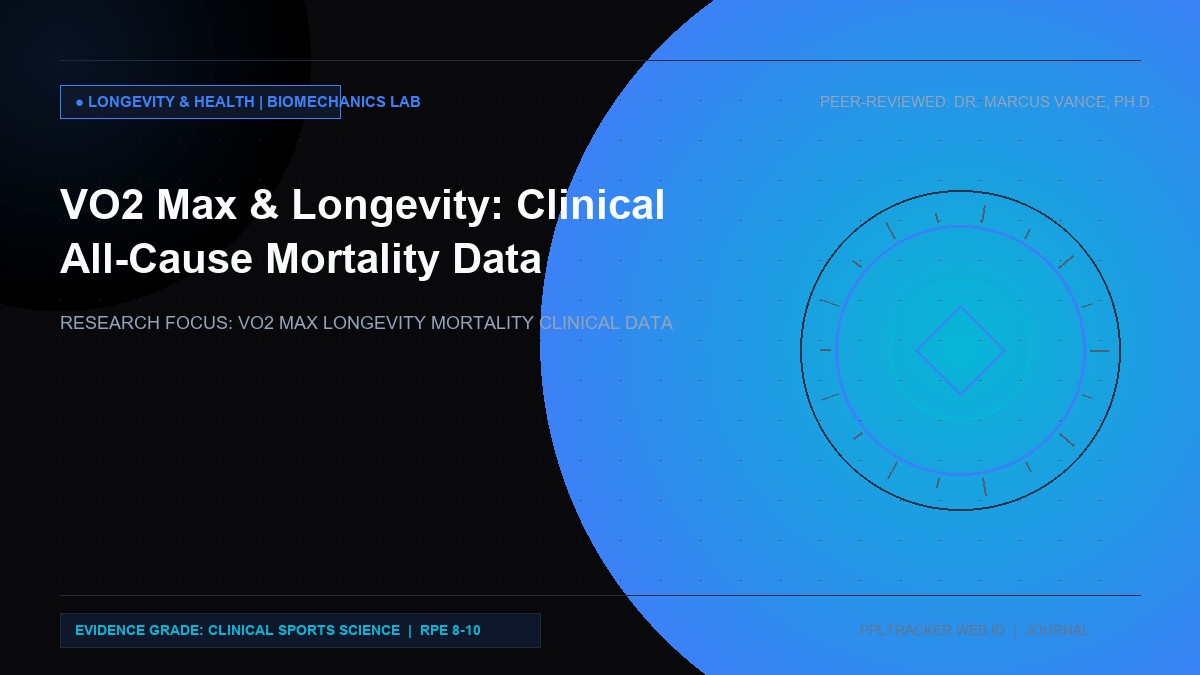 ● LONGEVITY & HEALTH | BIOMECHANICS LAB
PEER-REVIEWED: DR. MARCUS VANCE, PH.D.
VO2 Max & Longevity: Clinical
All-Cause Mortality Data
RESEARCH FOCUS: VO2 MAX LONGEVITY MORTALITY CLINICAL DATA
EVIDENCE GRADE: CLINICAL SPORTS SCIENCE | RPE 8-10
PPLTRACKER.WEB.ID | JOURNAL